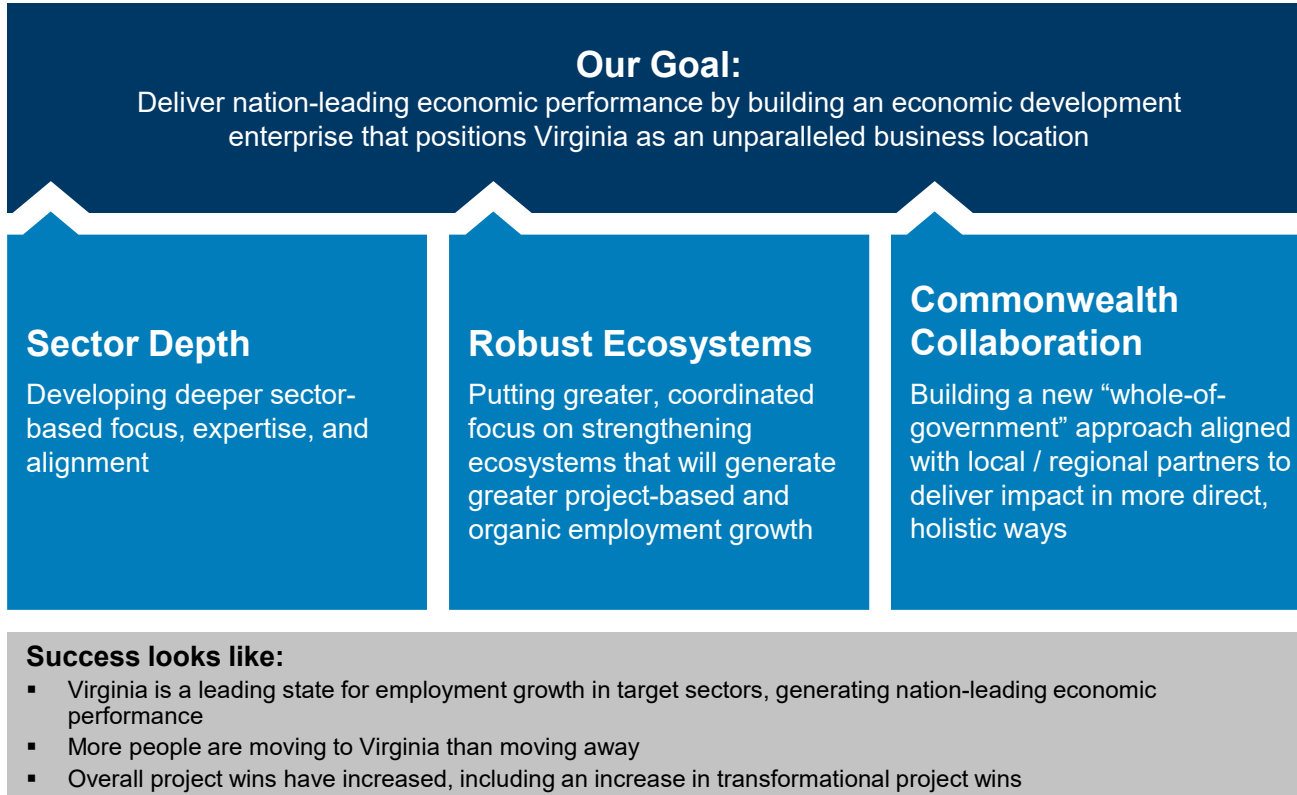 Our Goal:
Deliver nation-leading economic performance by building an economic development
enterprise that positions Virginia as an unparalleled business location
Sector Depth
Developing deeper sector-
based focus, expertise, and
alignment
Robust Ecosystems
Putting greater, coordinated
focus on strengthening
ecosystems that will generate
greater project-based and
organic employment growth
Commonwealth
Collaboration
Building a new “whole-of-
government” approach aligned
with local / regional partners to
deliver impact in more direct,
holistic ways
Success looks like:
▪ Virginia is a leading state for employment growth in target sectors, generating nation-leading economic
performance
▪ More people are moving to Virginia than moving away
▪ Overall project wins have increased, including an increase in transformational project wins